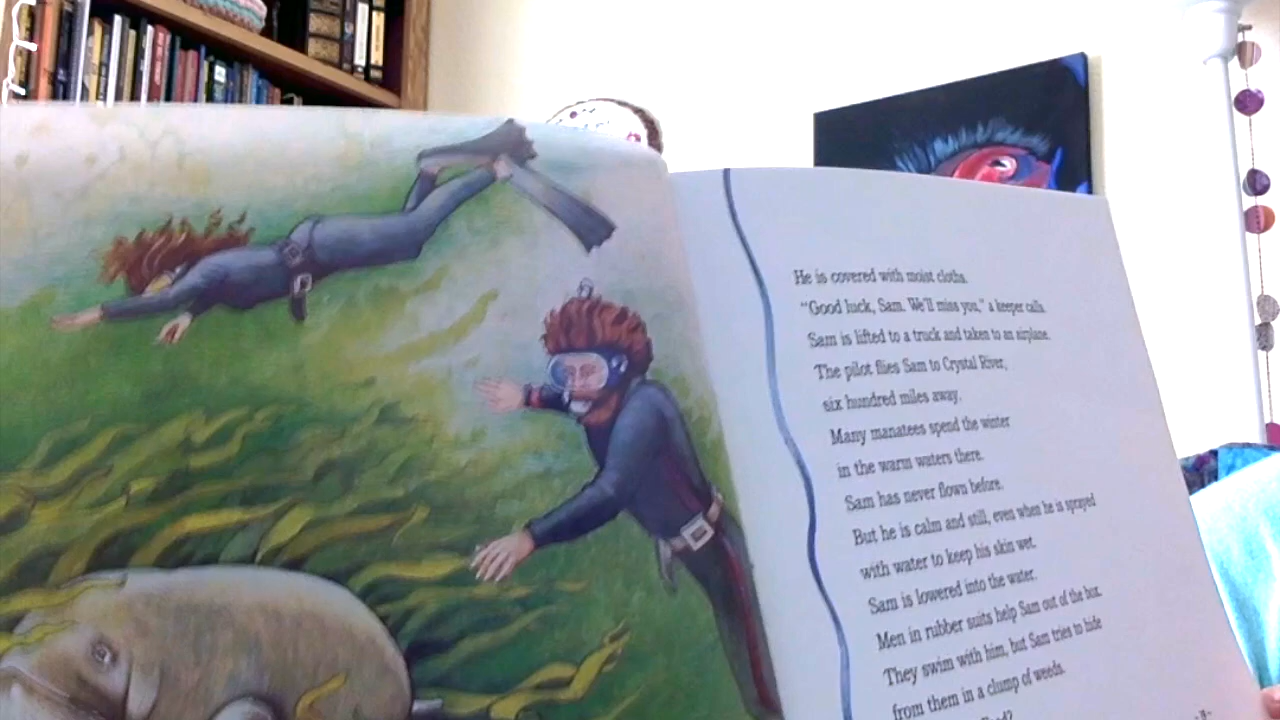 He is covered with moist cloths.
"Good luck, Sam. We'll miss you," a keeper calls.
Sam is lifted to a truck and taken to an airplane.
The pilot flies Sam to Crystal River,
six hundred miles away.
Many manatees spend the winter
in the warm waters there.
Sam has never flown before.
But he is calm and still, even when he is sprayed
with water to keep his skin wet.
Sam is lowered into the water.
Men in rubber suits help Sam out of the box.
They swim with him, but Sam tries to hide
from them in a clump of weeds.